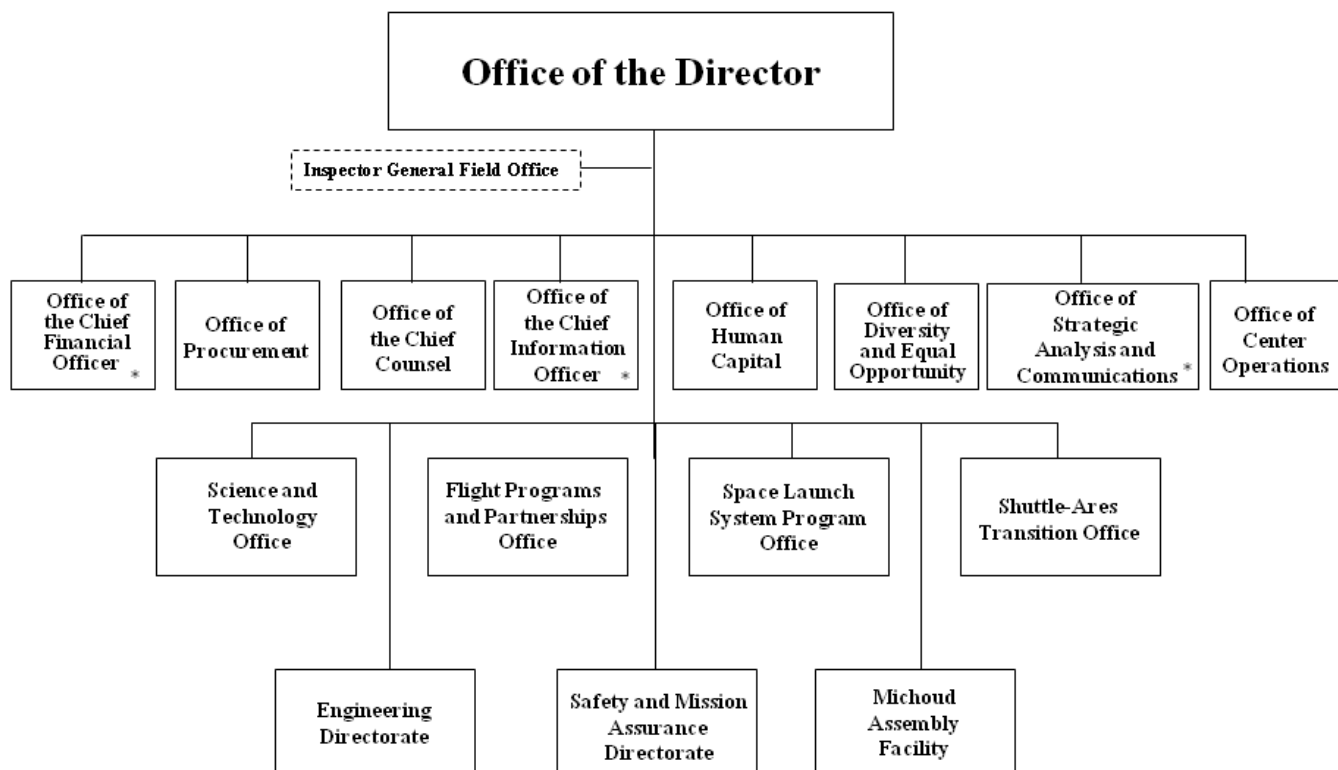 Office of the Director
Inspector General Field Office
Office of
the Chief
Financial
Officer *
Office of
Procurement
Office of
the Chief
Counsel
Office of
the Chief
Information
Officer *
Office of
Human
Capital
Office of
Diversity
and Equal
Opportunity
Office of
Strategic
Analysis and
Communications *
Office of
Center
Operations
Science and
Technology
Office
Flight Programs
and Partnerships
Office
Space Launch
System Program
Office
Shuttle-Ares
Transition Office
Engineering
Directorate
Safety and Mission
Assurance
Directorate
Michoud
Assembly
Facility